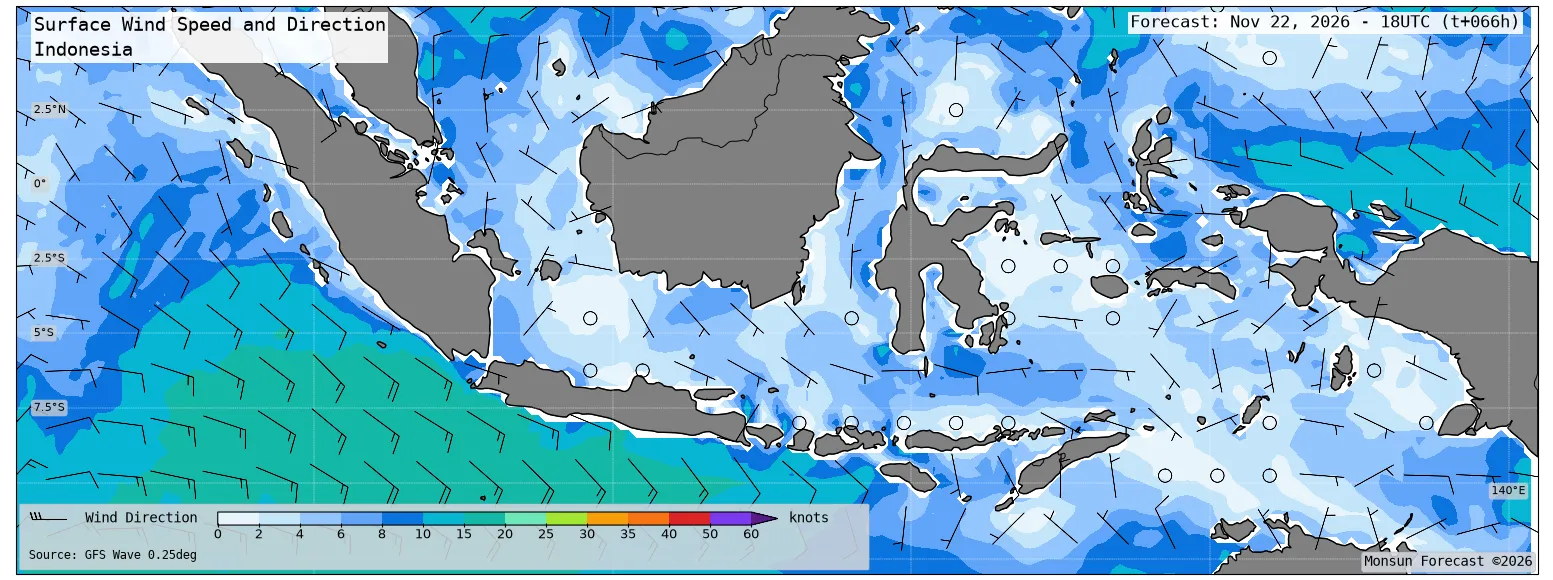 Surface Wind Speed and Direction
Indonesia
Forecast: Nov 22, 2026 - 18UTC (t+066h)
2.5°N
0°
2.5°S
5°S
7.5°S
140°E
Wind Direction
0 2 4 6 8 10 15 20 25 30 35 40 50 60
knots
Source: GFS Wave 0.25deg
Monsun Forecast ©2026